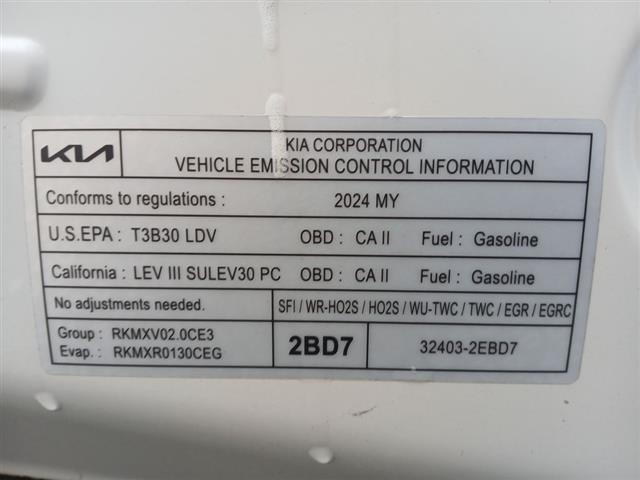 KIA KIA CORPORATION
VEHICLE EMISSION CONTROL INFORMATION
Conforms to regulations : 2024 MY
U.S.EPA : T3B30 LDV OBD : CA II Fuel : Gasoline
California : LEV III SULEV30 PC OBD : CA II Fuel : Gasoline
No adjustments needed. SFI / WR-HO2S / HO2S / WU-TWC / TWC / EGR / EGRC
Group : RKMXV02.0CE3
Evap. : RKMXR0130CEG
2BD7 32403-2EBD7